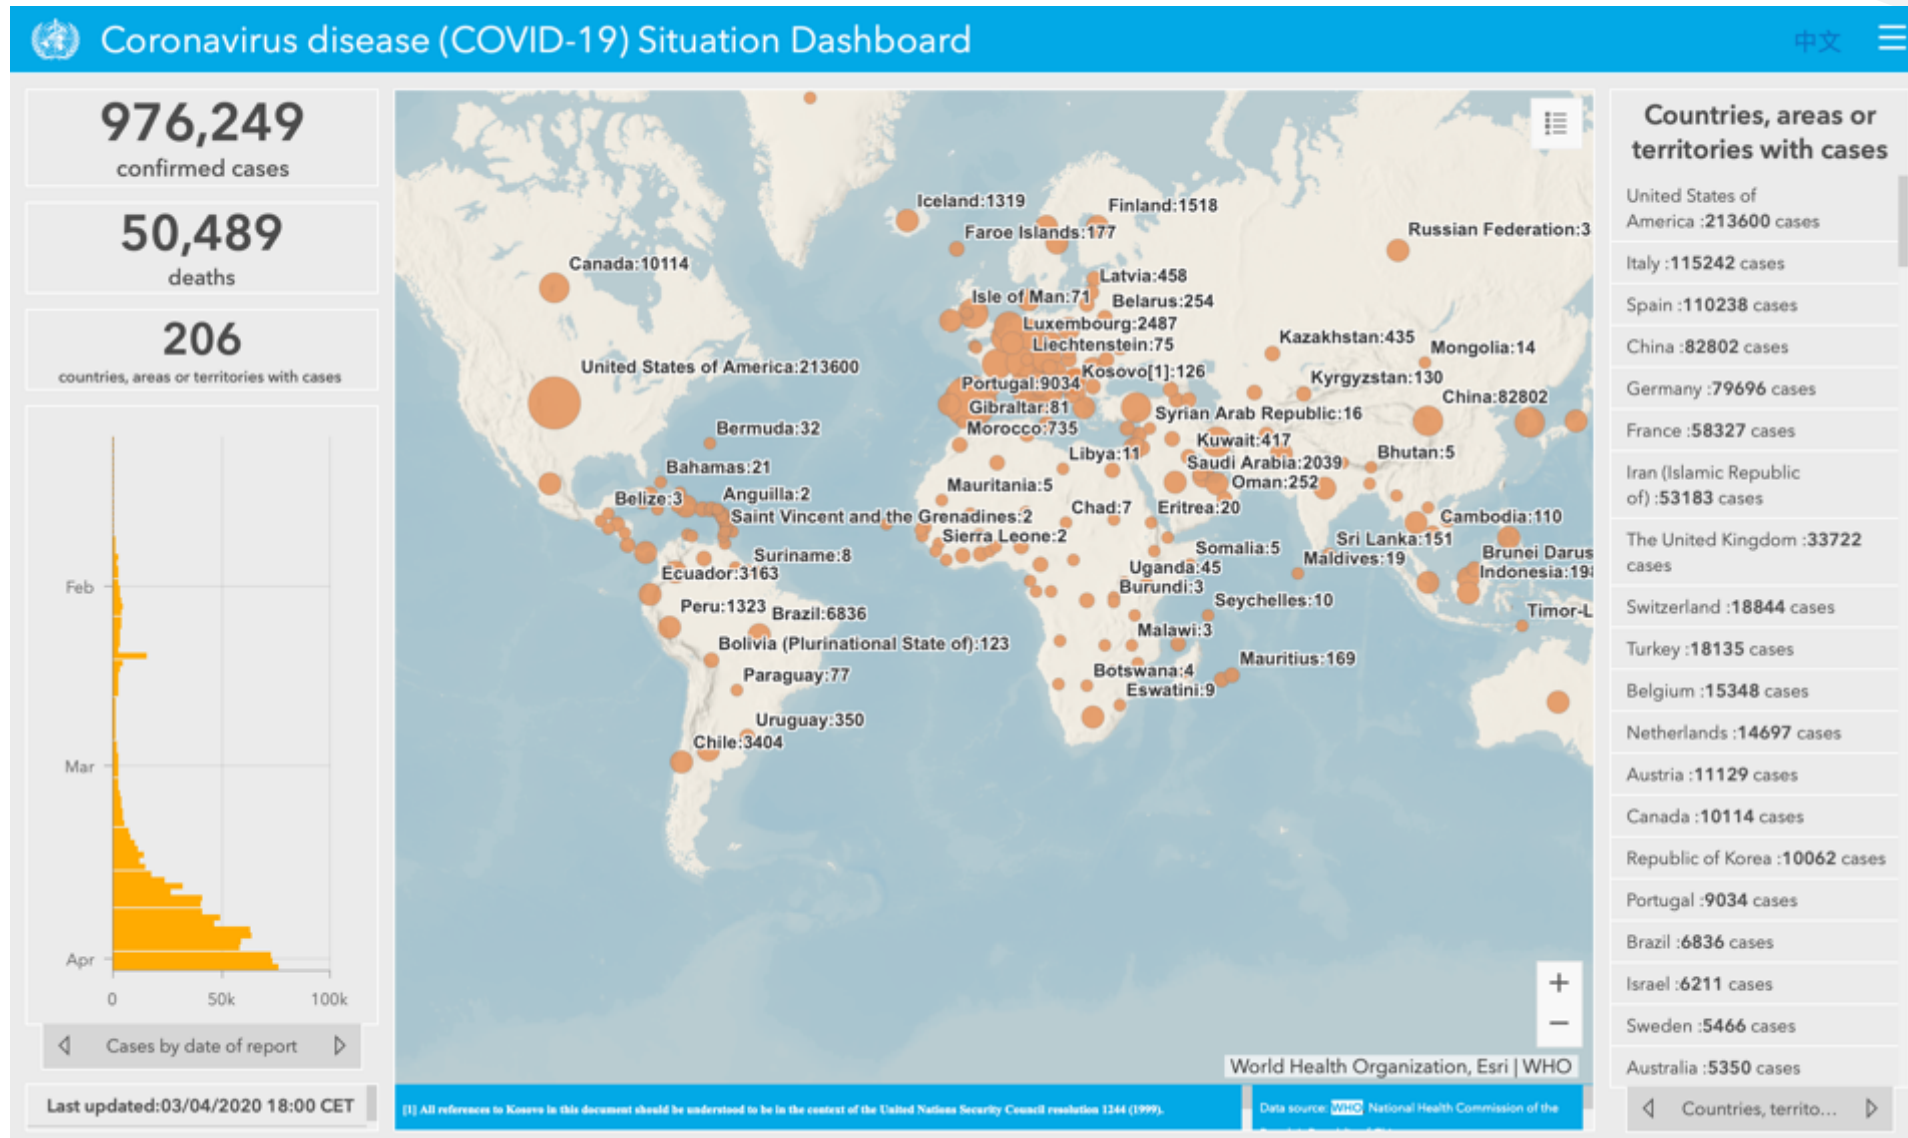 Coronavirus disease (COVID-19) Situation Dashboard
中文
976,249
confirmed cases
50,489
deaths
206
countries, areas or territories with cases
Feb
Mar
Apr
0
50k
100k
Cases by date of report
Last updated:03/04/2020 18:00 CET
Iceland:1319
Finland:1518
Faroe Islands:177
Russian Federation:3
Canada:10114
Latvia:458
Isle of Man:71
Belarus:254
Luxembourg:2487
Liechtenstein:75
Kazakhstan:435
Mongolia:14
United States of America:213600
Kosovo[1]:126
Kyrgyzstan:130
Portugal:9034
China:82802
Gibraltar:81
Syrian Arab Republic:16
Bermuda:32
Morocco:735
Kuwait:417
Libya:11
Bhutan:5
Bahamas:21
Saudi Arabia:2039
Mauritania:5
Oman:252
Belize:3
Anguilla:2
Chad:7
Eritrea:20
Saint Vincent and the Grenadines:2
Cambodia:110
Sierra Leone:2
Sri Lanka:151
Somalia:5
Maldives:19
Brunei Darus
Suriname:8
Uganda:45
Indonesia:19
Ecuador:3163
Burundi:3
Seychelles:10
Peru:1323
Brazil:6836
Timor-L
Malawi:3
Bolivia (Plurinational State of):123
Mauritius:169
Botswana:4
Paraguay:77
Eswatini:9
Uruguay:350
Chile:3404
+
−
World Health Organization, Esri | WHO
[1] All references to Kosovo in this document should be understood to be in the context of the United Nations Security Council resolution 1244 (1999).
Data source: WHO National Health Commission of the
Countries, areas or
territories with cases
United States of
America :213600 cases
Italy :115242 cases
Spain :110238 cases
China :82802 cases
Germany :79696 cases
France :58327 cases
Iran (Islamic Republic
of) :53183 cases
The United Kingdom :33722
cases
Switzerland :18844 cases
Turkey :18135 cases
Belgium :15348 cases
Netherlands :14697 cases
Austria :11129 cases
Canada :10114 cases
Republic of Korea :10062 cases
Portugal :9034 cases
Brazil :6836 cases
Israel :6211 cases
Sweden :5466 cases
Australia :5350 cases
Countries, territo...